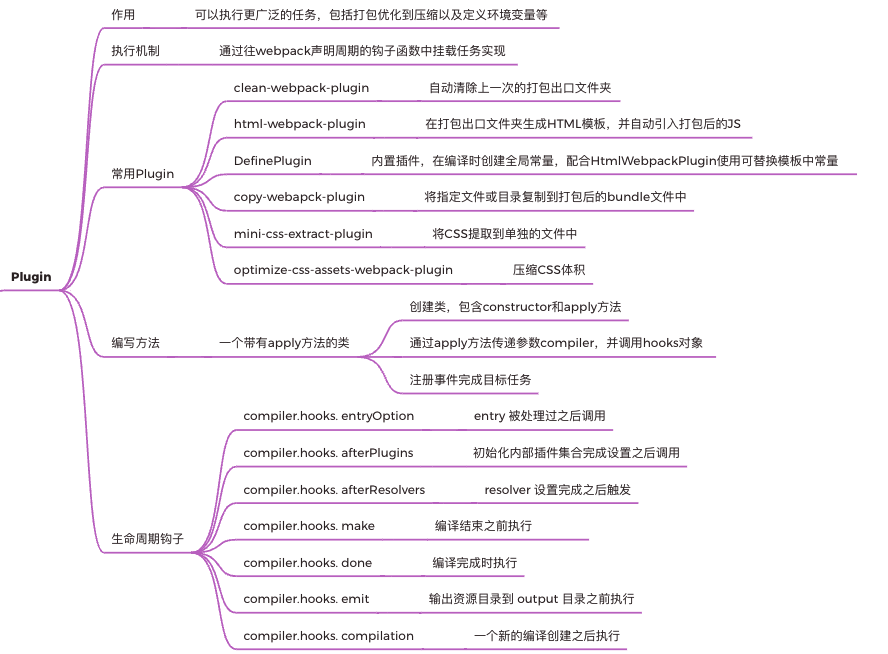 Plugin
作用 可以执行更广泛的任务，包括打包优化到压缩以及定义环境变量等
执行机制 通过往webpack声明周期的钩子函数中挂载任务实现
常用Plugin
clean-webpack-plugin 自动清除上一次的打包出口文件夹
html-webpack-plugin 在打包出口文件夹生成HTML模板，并自动引入打包后的JS
DefinePlugin 内置插件，在编译时创建全局常量，配合HtmlWebpackPlugin使用可替换模板中常量
copy-webapck-plugin 将指定文件或目录复制到打包后的bundle文件中
mini-css-extract-plugin 将CSS提取到单独的文件中
optimize-css-assets-webpack-plugin 压缩CSS体积
编写方法 一个带有apply方法的类
创建类，包含constructor和apply方法
通过apply方法传递参数compiler，并调用hooks对象
注册事件完成目标任务
生命周期钩子
compiler.hooks. entryOption entry 被处理过之后调用
compiler.hooks. afterPlugins 初始化内部插件集合完成设置之后调用
compiler.hooks. afterResolvers resolver 设置完成之后触发
compiler.hooks. make 编译结束之前执行
compiler.hooks. done 编译完成时执行
compiler.hooks. emit 输出资源目录到 output 目录之前执行
compiler.hooks. compilation 一个新的编译创建之后执行